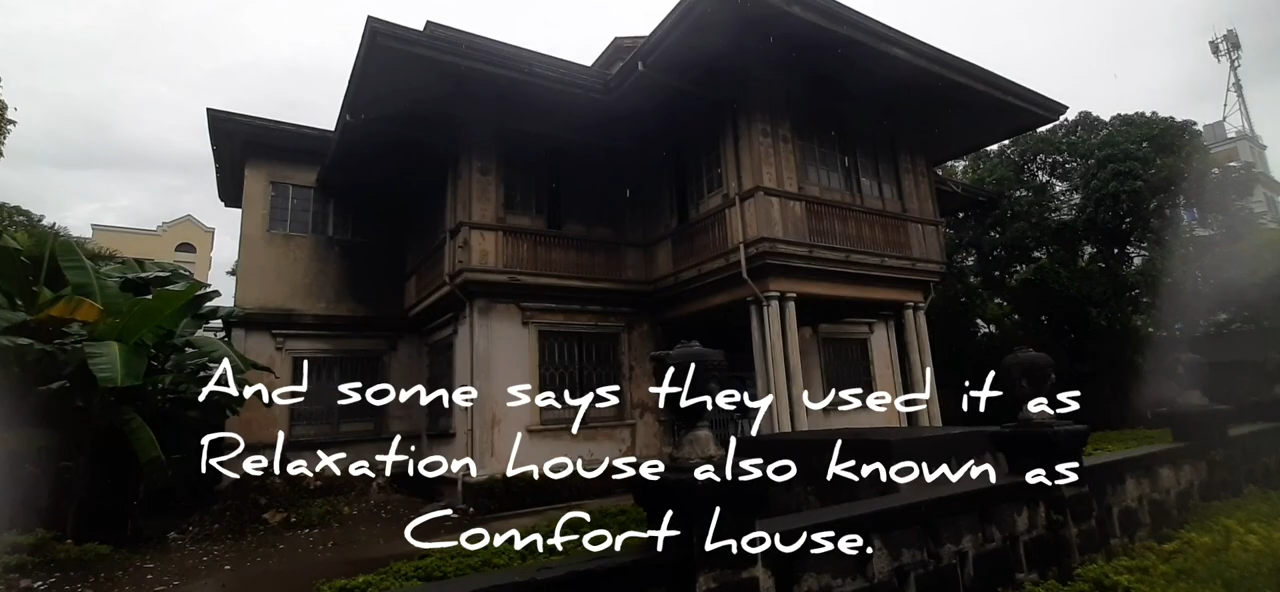 And some says they used it as
Relaxation house also known as
Comfort house.